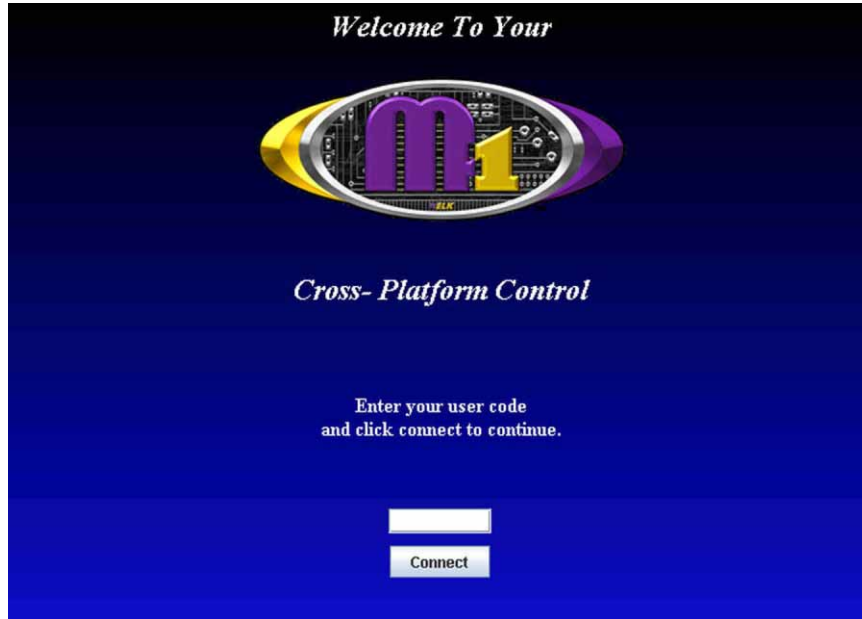 Welcome To Your
M1
ELK
Cross- Platform Control
Enter your user code
and click connect to continue.
Connect